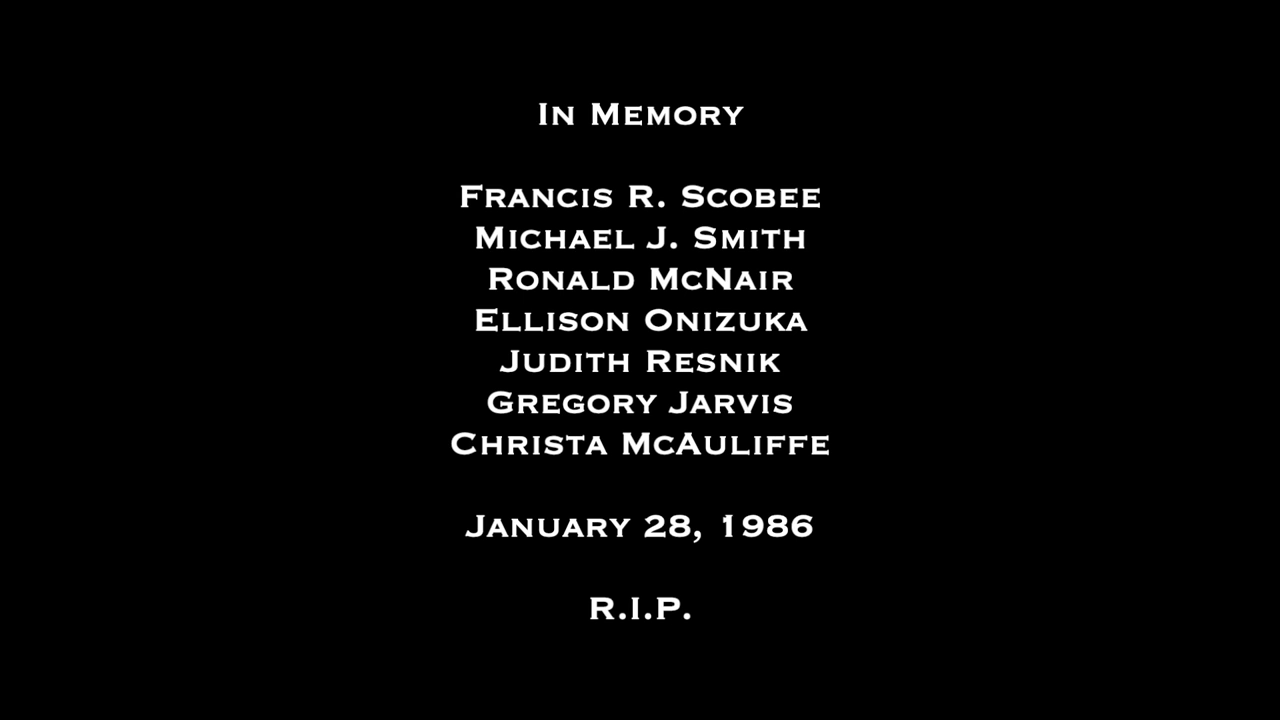 In Memory
Francis R. Scobee
Michael J. Smith
Ronald McNair
Ellison Onizuka
Judith Resnik
Gregory Jarvis
Christa McAuliffe
January 28, 1986
R.I.P.